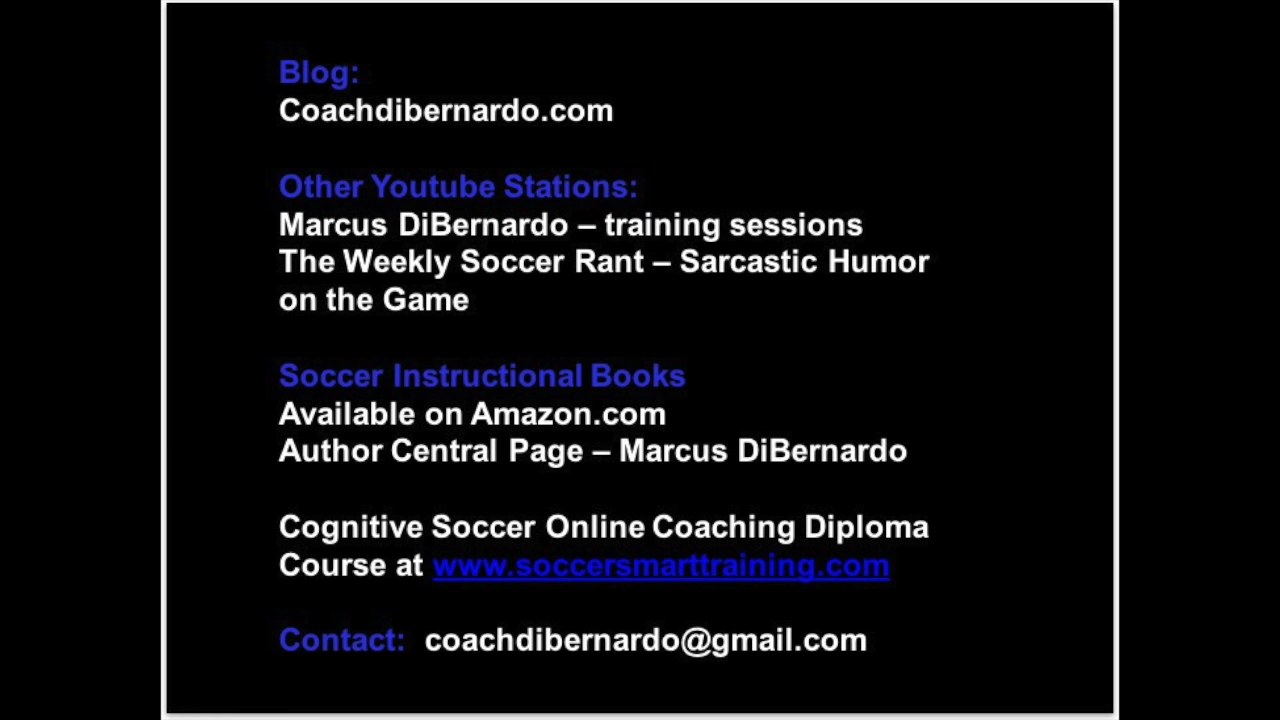 Blog:
Coachdibernardo.com
Other Youtube Stations:
Marcus DiBernardo – training sessions
The Weekly Soccer Rant – Sarcastic Humor
on the Game
Soccer Instructional Books
Available on Amazon.com
Author Central Page – Marcus DiBernardo
Cognitive Soccer Online Coaching Diploma
Course at www.soccersmarttraining.com
Contact: coachdibernardo@gmail.com